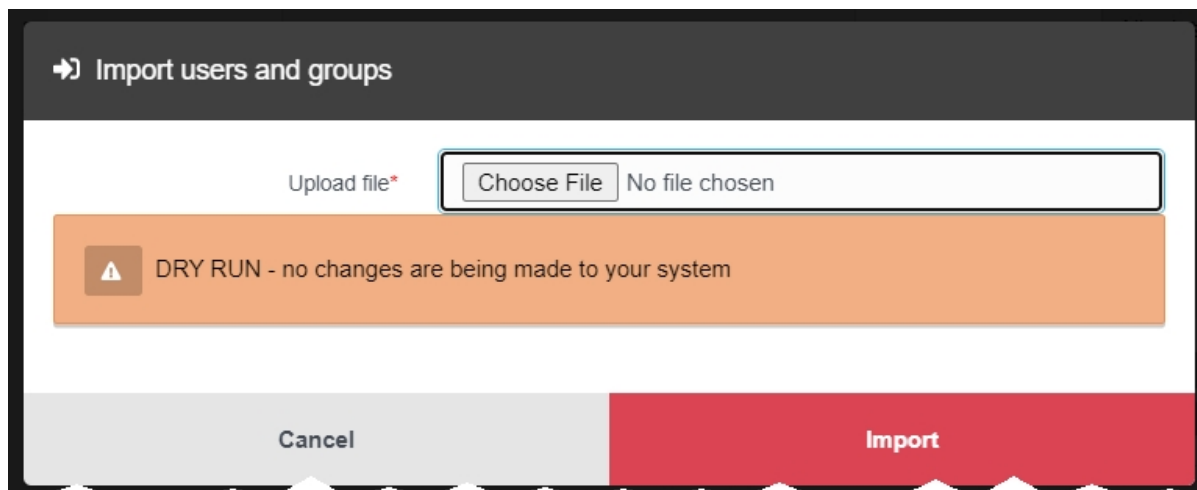 Import users and groups
Upload file* Choose File No file chosen
DRY RUN - no changes are being made to your system
Cancel Import